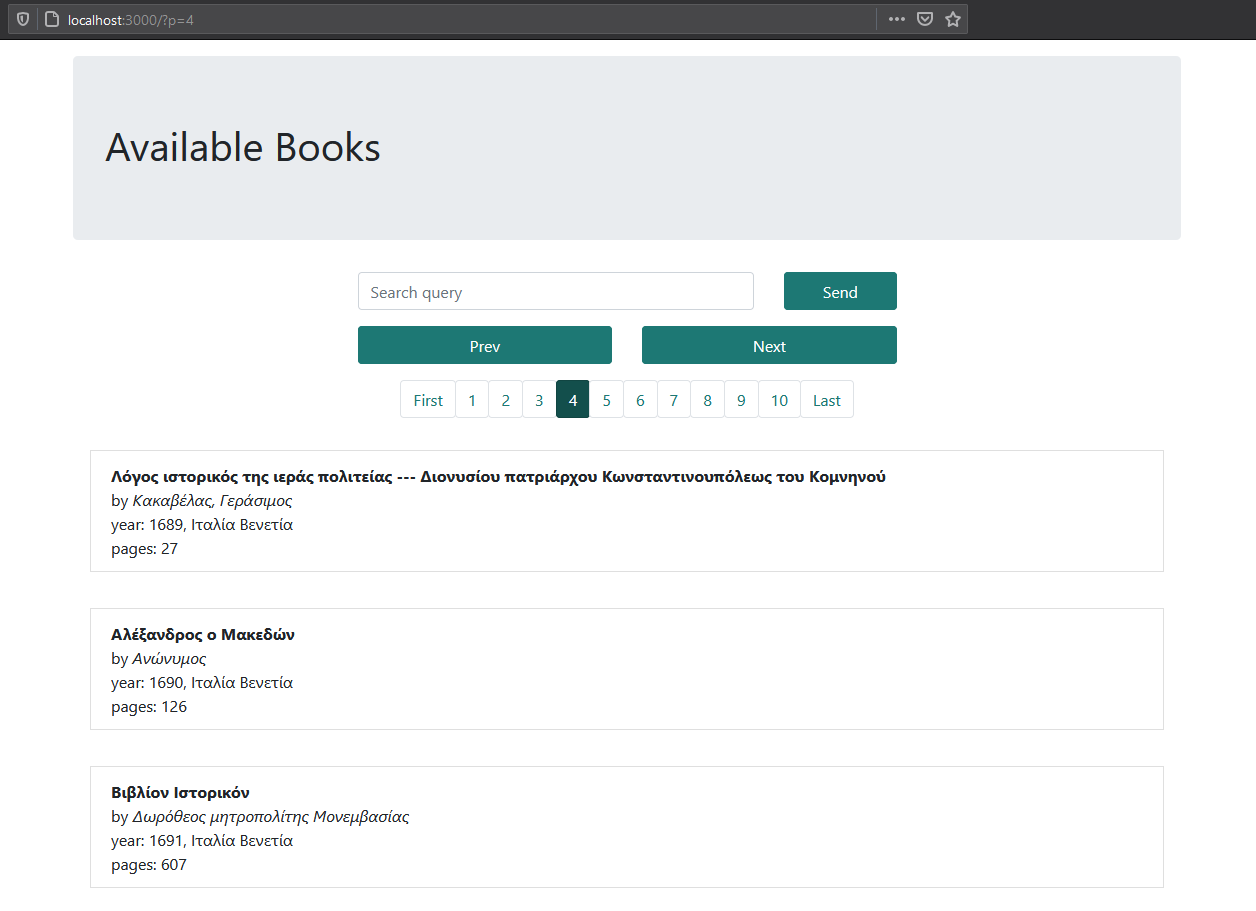 localhost:3000/?p=4
Available Books
Search query Send
Prev Next
First 1 2 3 4 5 6 7 8 9 10 Last
Λόγος ιστορικός της ιεράς πολιτείας --- Διονυσίου πατριάρχου Κωνσταντινουπόλεως του Κομνηνού
by Κακαβέλας, Γεράσιμος
year: 1689, Ιταλία Βενετία
pages: 27
Αλέξανδρος ο Μακεδών
by Ανώνυμος
year: 1690, Ιταλία Βενετία
pages: 126
Βιβλίον Ιστορικόν
by Δωρόθεος μητροπολίτης Μονεμβασίας
year: 1691, Ιταλία Βενετία
pages: 607